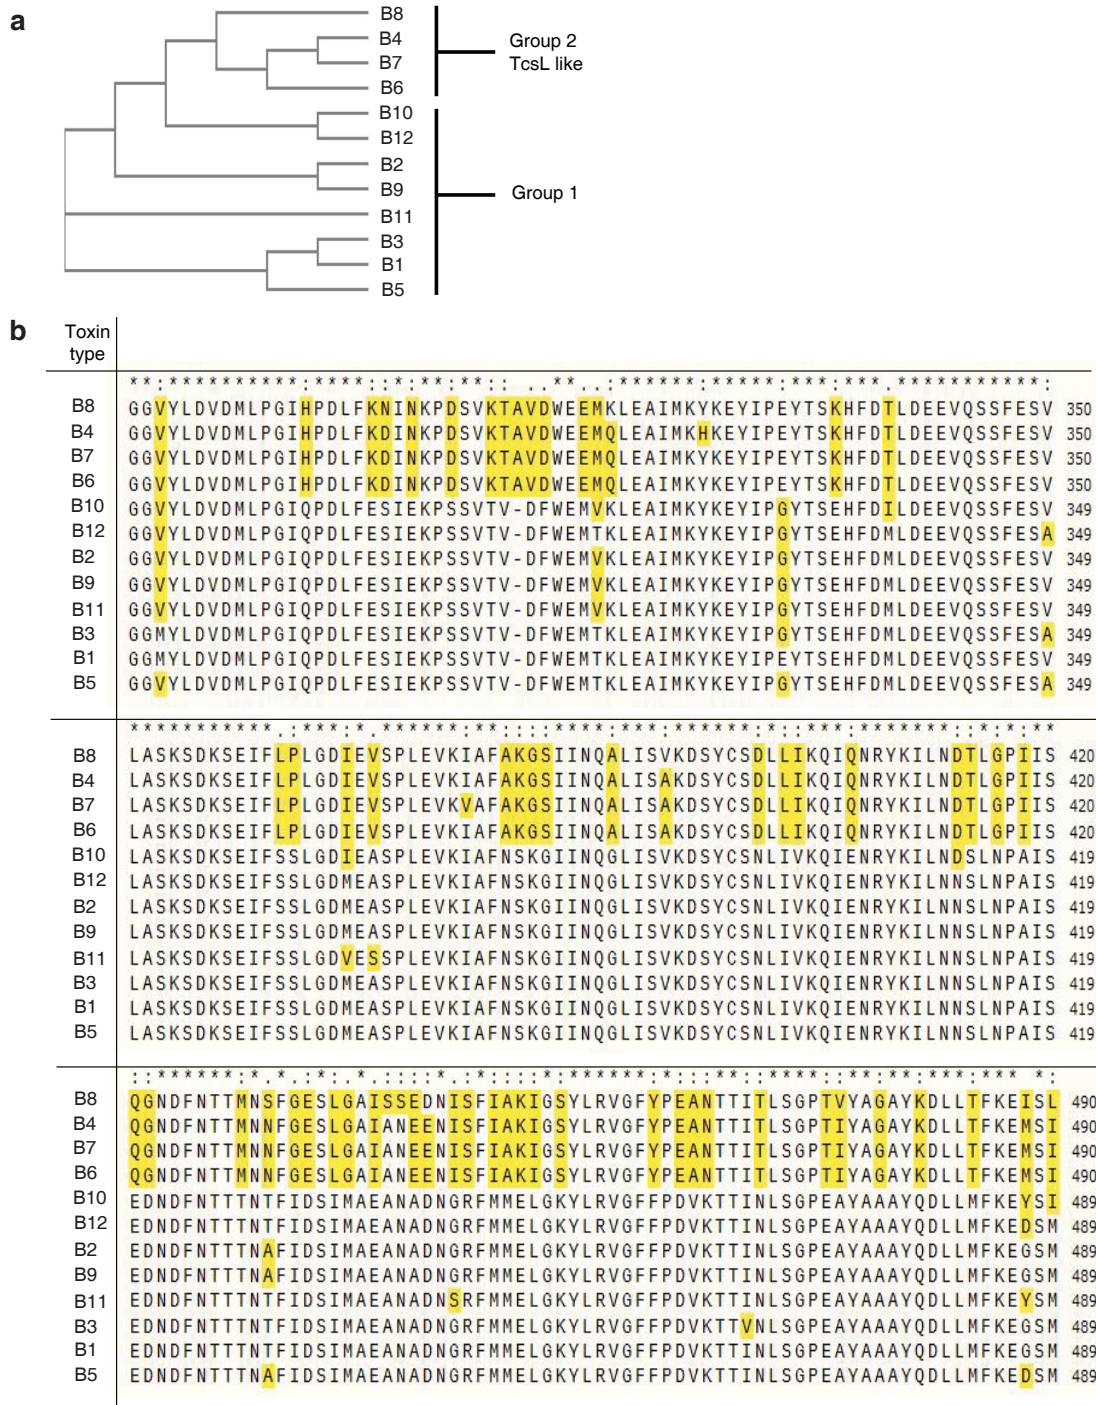 a
B8
B4
B7
B6
B10
B12
B2
B9
B11
B3
B1
B5
Group 2
TcsL like
Group 1
b
Toxin
type
**:**********:****::*:**:**::  ..**..:******:*****:***:***.***********:
B8 GGVYLDVDMLPGIHPDLFKNINKPDSVKTAVDWEEMKLEAIMKYKEYIPEYTSKHFDTLDEEVQSSFESV 350
B4 GGVYLDVDMLPGIHPDLFKDINKPDSVKTAVDWEEMQLEAIMKHKEYIPEYTSKHFDTLDEEVQSSFESV 350
B7 GGVYLDVDMLPGIHPDLFKDINKPDSVKTAVDWEEMQLEAIMKYKEYIPEYTSKHFDTLDEEVQSSFESV 350
B6 GGVYLDVDMLPGIHPDLFKDINKPDSVKTAVDWEEMQLEAIMKYKEYIPEYTSKHFDTLDEEVQSSFESV 350
B10 GGVYLDVDMLPGIQPDLFESIEKPSSVTV-DFWEMVKLEAIMKYKEYIPGYTSEHFDILDEEVQSSFESV 349
B12 GGVYLDVDMLPGIQPDLFESIEKPSSVTV-DFWEMTKLEAIMKYKEYIPGYTSEHFDMLDEEVQSSFESA 349
B2 GGVYLDVDMLPGIQPDLFESIEKPSSVTV-DFWEMVKLEAIMKYKEYIPGYTSEHFDMLDEEVQSSFESV 349
B9 GGVYLDVDMLPGIQPDLFESIEKPSSVTV-DFWEMVKLEAIMKYKEYIPGYTSEHFDMLDEEVQSSFESV 349
B11 GGVYLDVDMLPGIQPDLFESIEKPSSVTV-DFWEMVKLEAIMKYKEYIPGYTSEHFDMLDEEVQSSFESV 349
B3 GGMYLDVDMLPGIQPDLFESIEKPSSVTV-DFWEMTKLEAIMKYKEYIPGYTSEHFDMLDEEVQSSFESA 349
B1 GGMYLDVDMLPGIQPDLFESIEKPSSVTV-DFWEMTKLEAIMKYKEYIPEYTSEHFDMLDEEVQSSFESV 349
B5 GGVYLDVDMLPGIQPDLFESIEKPSSVTV-DFWEMTKLEAIMKYKEYIPGYTSEHFDMLDEEVQSSFESA 349
***********..***:*.******:**::::****:***:******:*::***:*******::*:*:**
B8 LASKSDKSEIFLPLGDIEVSPLEVKIAFAKGSIINQALISVKDSYCSDLLIKQIQNRYKILNDTLGPIIS 420
B4 LASKSDKSEIFLPLGDIEVSPLEVKIAFAKGSIINQALISAKDSYCSDLLIKQIQNRYKILNDTLGPIIS 420
B7 LASKSDKSEIFLPLGDIEVSPLEVKVAFAKGSIINQALISAKDSYCSDLLIKQIQNRYKILNDTLGPIIS 420
B6 LASKSDKSEIFLPLGDIEVSPLEVKIAFAKGSIINQALISAKDSYCSDLLIKQIQNRYKILNDTLGPIIS 420
B10 LASKSDKSEIFSSLGDIEASPLEVKIAFNSKGIINQGLISVKDSYCSNLIVKQIENRYKILNDSLNPAIS 419
B12 LASKSDKSEIFSSLGDMEASPLEVKIAFNSKGIINQGLISVKDSYCSNLIVKQIENRYKILNNSLNPAIS 419
B2 LASKSDKSEIFSSLGDMEASPLEVKIAFNSKGIINQGLISVKDSYCSNLIVKQIENRYKILNNSLNPAIS 419
B9 LASKSDKSEIFSSLGDMEASPLEVKIAFNSKGIINQGLISVKDSYCSNLIVKQIENRYKILNNSLNPAIS 419
B11 LASKSDKSEIFSSLGDVESSPLEVKIAFNSKGIINQGLISVKDSYCSNLIVKQIENRYKILNNSLNPAIS 419
B3 LASKSDKSEIFSSLGDMEASPLEVKIAFNSKGIINQGLISVKDSYCSNLIVKQIENRYKILNNSLNPAIS 419
B1 LASKSDKSEIFSSLGDMEASPLEVKIAFNSKGIINQGLISVKDSYCSNLIVKQIENRYKILNNSLNPAIS 419
B5 LASKSDKSEIFSSLGDMEASPLEVKIAFNSKGIINQGLISVKDSYCSNLIVKQIENRYKILNNSLNPAIS 419
::******:*.*.::*:.*.::::*.:*::::*:******:*:::***:****::**:**:***:*** *:
B8 QGNDFNTTMNSFGESLGAISSEDNISFIAKIGSYLRVGFYPEANTTITLSGPTVYAGAYKDLLTFKEISL 490
B4 QGNDFNTTMNNFGESLGAIANEENISFIAKIGSYLRVGFYPEANTTITLSGPTIYAGAYKDLLTFKEMSI 490
B7 QGNDFNTTMNNFGESLGAIANEENISFIAKIGSYLRVGFYPEANTTITLSGPTIYAGAYKDLLTFKEMSI 490
B6 QGNDFNTTMNNFGESLGAIANEENISFIAKIGSYLRVGFYPEANTTITLSGPTIYAGAYKDLLTFKEMSI 490
B10 EDNDFNTTTNTFIDSIMAEANADNGRFMMELGKYLRVGFFPDVKTTINLSGPEAYAAAYQDLLMFKEYSI 489
B12 EDNDFNTTTNTFIDSIMAEANADNGRFMMELGKYLRVGFFPDVKTTINLSGPEAYAAAYQDLLMFKEDSM 489
B2 EDNDFNTTTNAFIDSIMAEANADNGRFMMELGKYLRVGFFPDVKTTINLSGPEAYAAAYQDLLMFKEGSM 489
B9 EDNDFNTTTNAFIDSIMAEANADNGRFMMELGKYLRVGFFPDVKTTINLSGPEAYAAAYQDLLMFKEGSM 489
B11 EDNDFNTTTNTFIDSIMAEANADNSRFMMELGKYLRVGFFPDVKTTINLSGPEAYAAAYQDLLMFKEYSM 489
B3 EDNDFNTTTNTFIDSIMAEANADNGRFMMELGKYLRVGFFPDVKTTVNLSGPEAYAAAYQDLLMFKEGSM 489
B1 EDNDFNTTTNTFIDSIMAEANADNGRFMMELGKYLRVGFFPDVKTTINLSGPEAYAAAYQDLLMFKEGSM 489
B5 EDNDFNTTTNAFIDSIMAEANADNGRFMMELGKYLRVGFFPDVKTTINLSGPEAYAAAYQDLLMFKEDSM 489